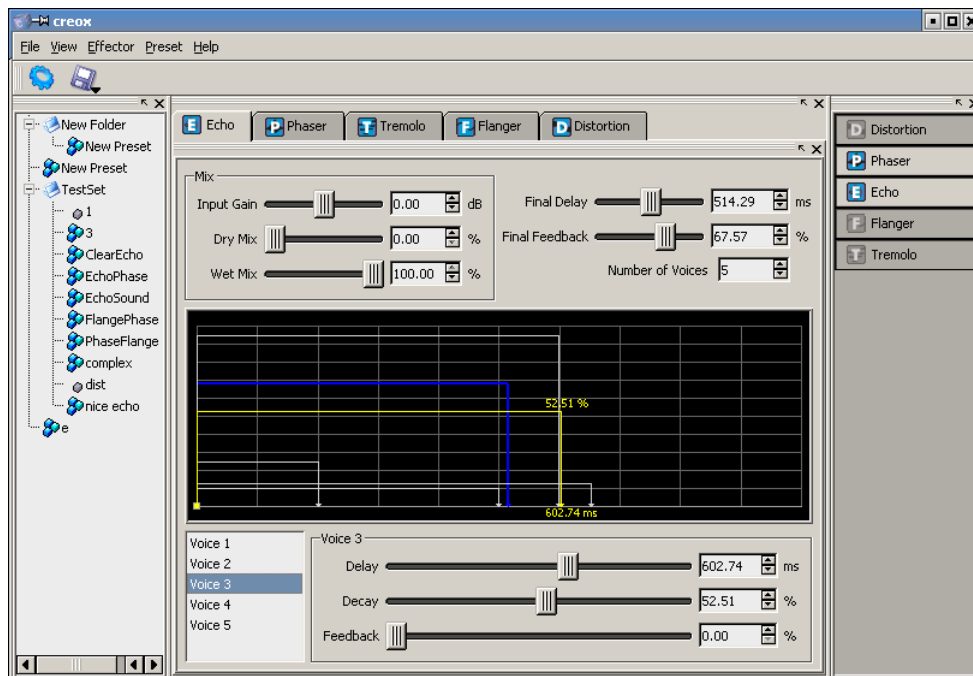 creox
File View Effector Preset Help
New Folder
New Preset
New Preset
TestSet
1
3
ClearEcho
EchoPhase
EchoSound
FlangePhase
PhaseFlange
complex
dist
nice echo
e
E Echo P Phaser T Tremolo F Flanger D Distortion
Mix
Input Gain 0.00 dB
Dry Mix 0.00 %
Wet Mix 100.00 %
Final Delay 514.29 ms
Final Feedback 67.57 %
Number of Voices 5
52.51 %
602.74 ms
Voice 1
Voice 2
Voice 3
Voice 4
Voice 5
Voice 3
Delay 602.74 ms
Decay 52.51 %
Feedback 0.00 %
D Distortion
P Phaser
E Echo
F Flanger
T Tremolo